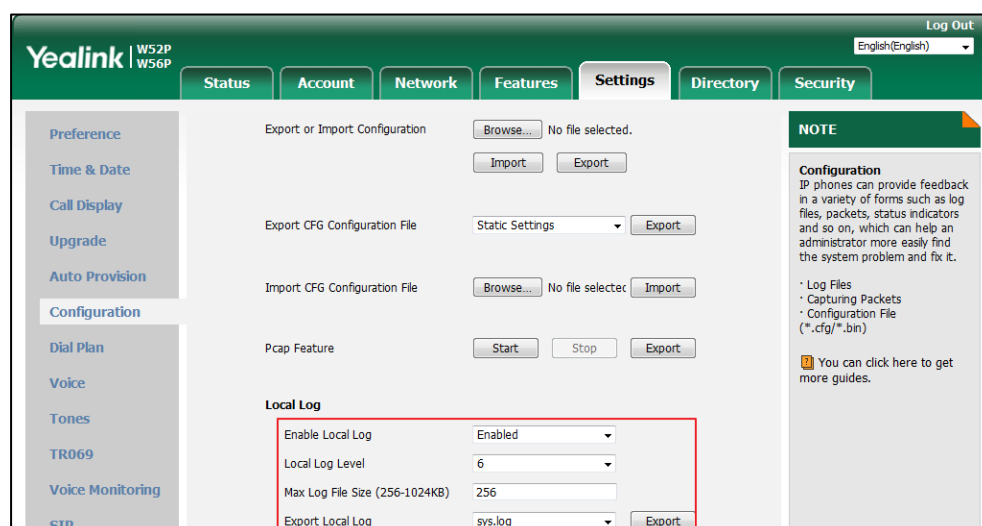 Log Out
Yealink | W52P
W56P
English(English)
Status Account Network Features Settings Directory Security
Preference
Time & Date
Call Display
Upgrade
Auto Provision
Configuration
Dial Plan
Voice
Tones
TR069
Voice Monitoring
SIP
Export or Import Configuration Browse... No file selected.
Import Export
Export CFG Configuration File Static Settings Export
Import CFG Configuration File Browse... No file selectec Import
Pcap Feature Start Stop Export
Local Log
Enable Local Log Enabled
Local Log Level 6
Max Log File Size (256-1024KB) 256
Export Local Log sys.log Export
NOTE
Configuration
IP phones can provide feedback
in a variety of forms such as log
files, packets, status indicators
and so on, which can help an
administrator more easily find
the system problem and fix it.
· Log Files
· Capturing Packets
· Configuration File
(*.cfg/*.bin)
You can click here to get
more guides.